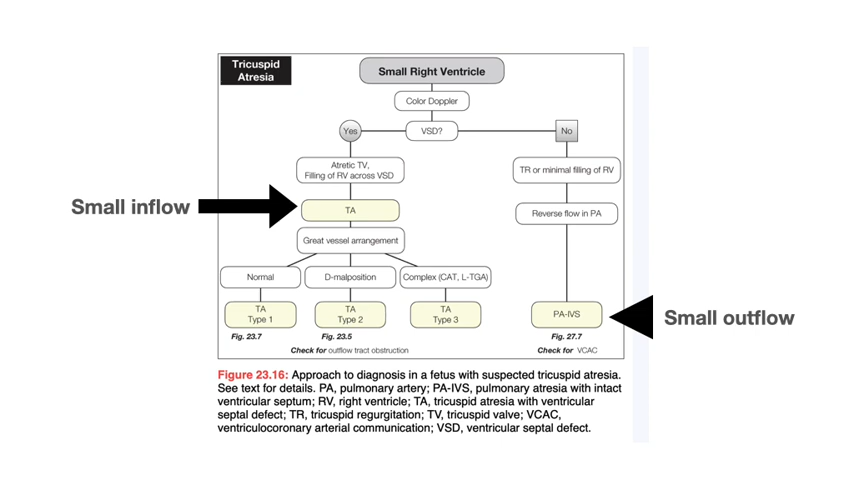 Tricuspid
Atresia
Small Right Ventricle
Color Doppler
Yes
VSD?
No
Atretic TV,
Filling of RV across VSD
TR or minimal filling of RV
Small inflow
TA
Reverse flow in PA
Great vessel arrangement
Normal
D-malposition
Complex (CAT, L-TGA)
TA
Type 1
TA
Type 2
TA
Type 3
PA-IVS
Small outflow
Fig. 23.7
Fig. 23.5
Fig. 27.7
Check for outflow tract obstruction
Check for VCAC
Figure 23.16: Approach to diagnosis in a fetus with suspected tricuspid atresia.
See text for details. PA, pulmonary artery; PA-IVS, pulmonary atresia with intact
ventricular septum; RV, right ventricle; TA, tricuspid atresia with ventricular
septal defect; TR, tricuspid regurgitation; TV, tricuspid valve; VCAC,
ventriculocoronary arterial communication; VSD, ventricular septal defect.